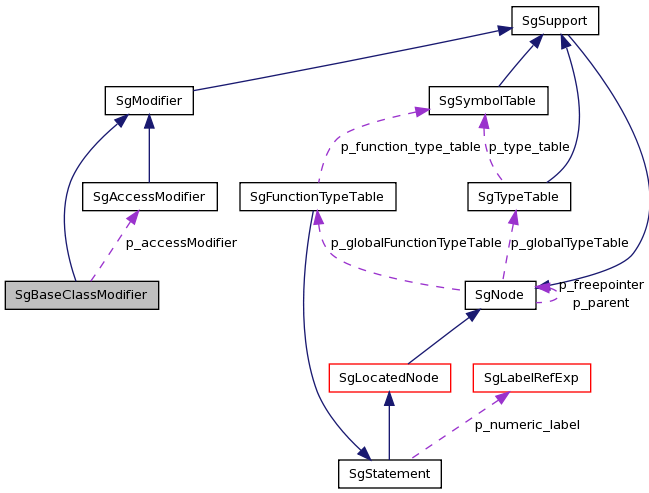 SgSupport
SgModifier
SgSymbolTable
p_function_type_table
p_type_table
SgAccessModifier
SgFunctionTypeTable
SgTypeTable
p_accessModifier
p_globalFunctionTypeTable
p_globalTypeTable
SgBaseClassModifier
SgNode
p_freepointer
p_parent
SgLocatedNode
SgLabelRefExp
p_numeric_label
SgStatement